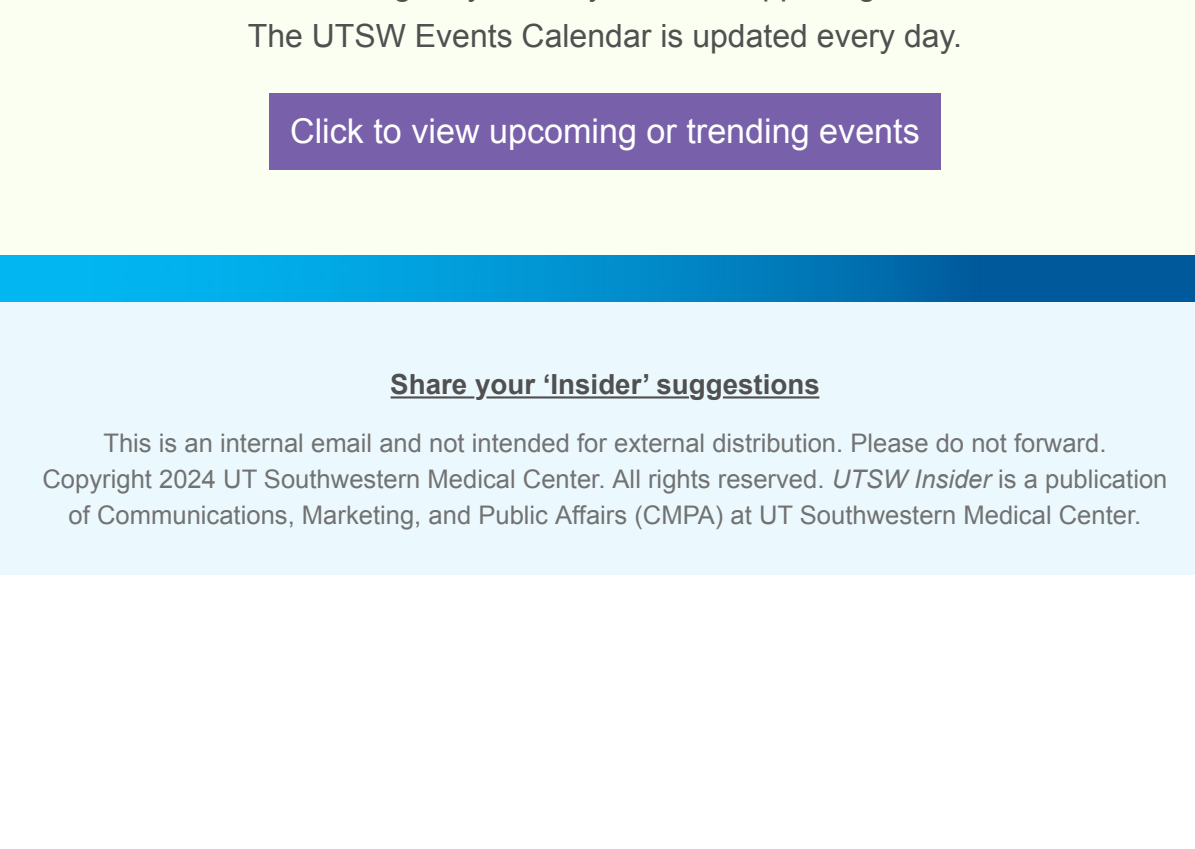 The UTSW Events Calendar is updated every day.
Click to view upcoming or trending events
Share your ‘Insider’ suggestions
This is an internal email and not intended for external distribution. Please do not forward.
Copyright 2024 UT Southwestern Medical Center. All rights reserved. UTSW Insider is a publication
of Communications, Marketing, and Public Affairs (CMPA) at UT Southwestern Medical Center.